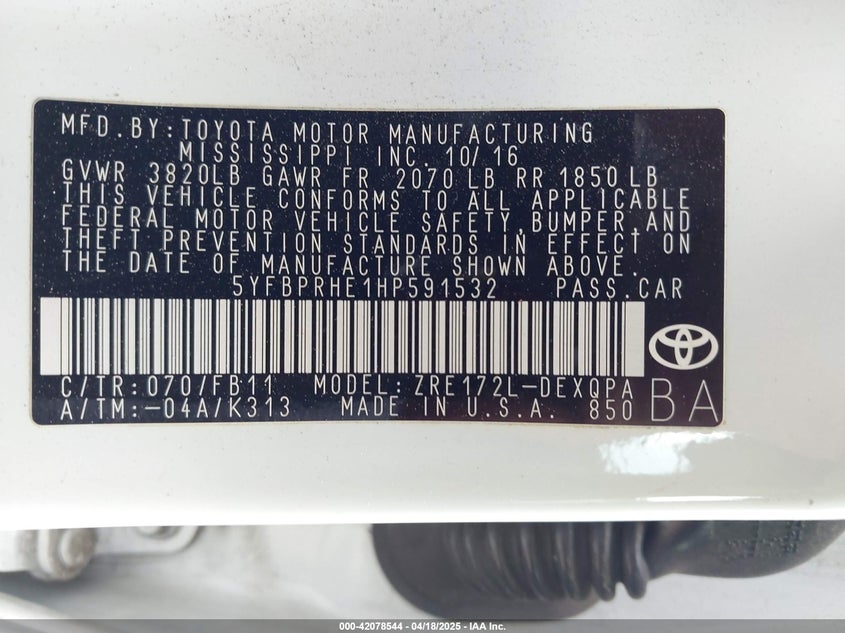 MFD.BY:TOYOTA MOTOR MANUFACTURING
MISSISSIPPI INC. 10/16
GVWR 3820LB GAWR FR 2070 LB RR 1850 LB
THIS VEHICLE CONFORMS TO ALL APPLICABLE
FEDERAL MOTOR VEHICLE SAFETY,BUMPER,AND
THEFT PREVENTION STANDARDS IN EFFECT ON
THE DATE OF MANUFACTURE SHOWN ABOVE.
5YFBPRHE1HP591532 PASS.CAR
C/TR:070/FB11 MODEL:ZRE172L-DEXQPA
A/TM:-04A/K313 MADE IN U.S.A. 850 BA
000-42078544 / 04/18/2025 - IAA Inc.